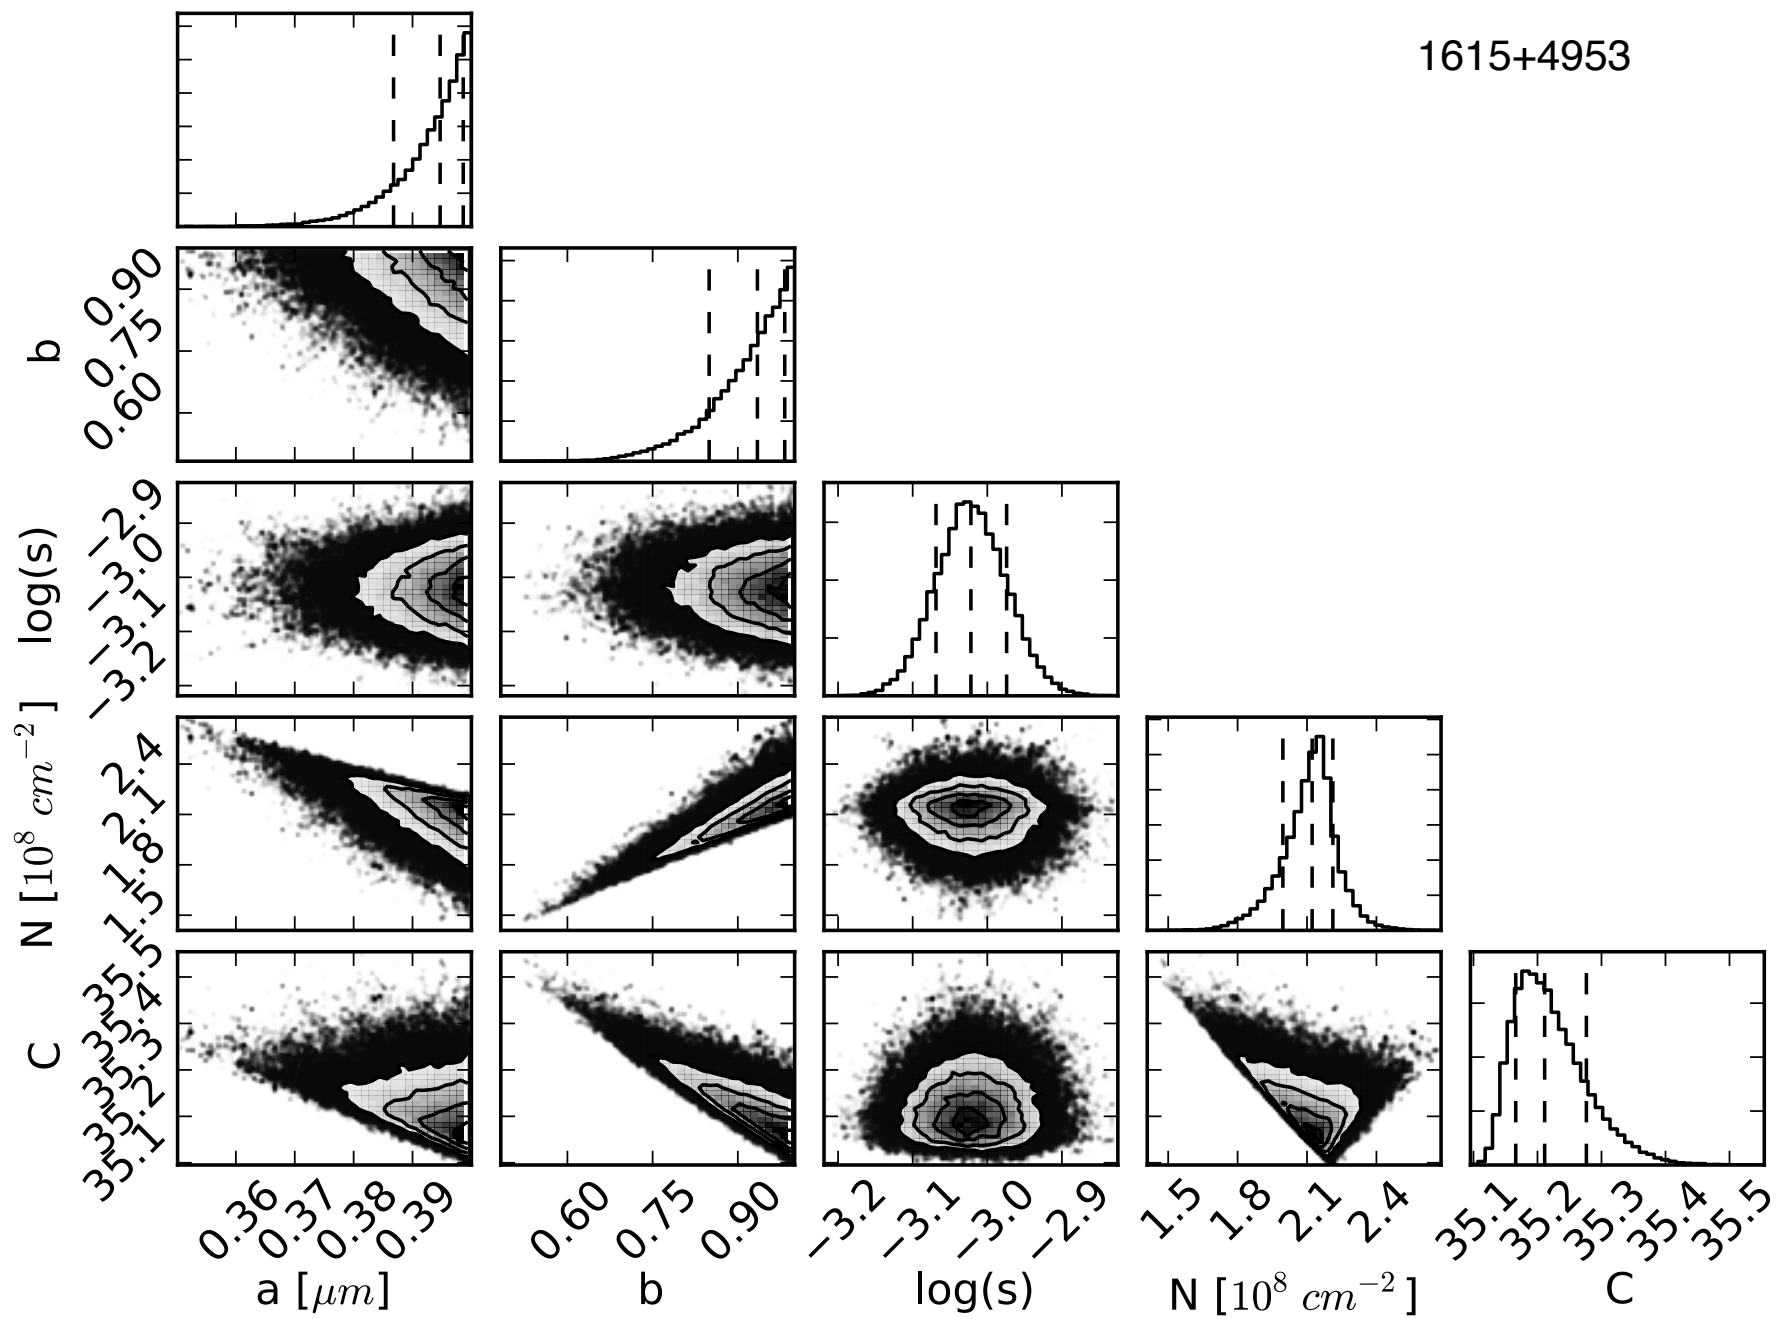 1615+4953
0.90
0.75
0.60
b
−2.9
−3.0
−3.1
−3.2
log(s)
2.4
2.1
1.8
1.5
N [10⁸ cm⁻²]
35.5
35.4
35.3
35.2
35.1
C
0.36 0.37 0.38 0.39
0.60 0.75 0.90
−3.2 −3.1 −3.0 −2.9
1.5 1.8 2.1 2.4
35.1 35.2 35.3 35.4 35.5
a [μm] b log(s) N [10⁸ cm⁻²] C